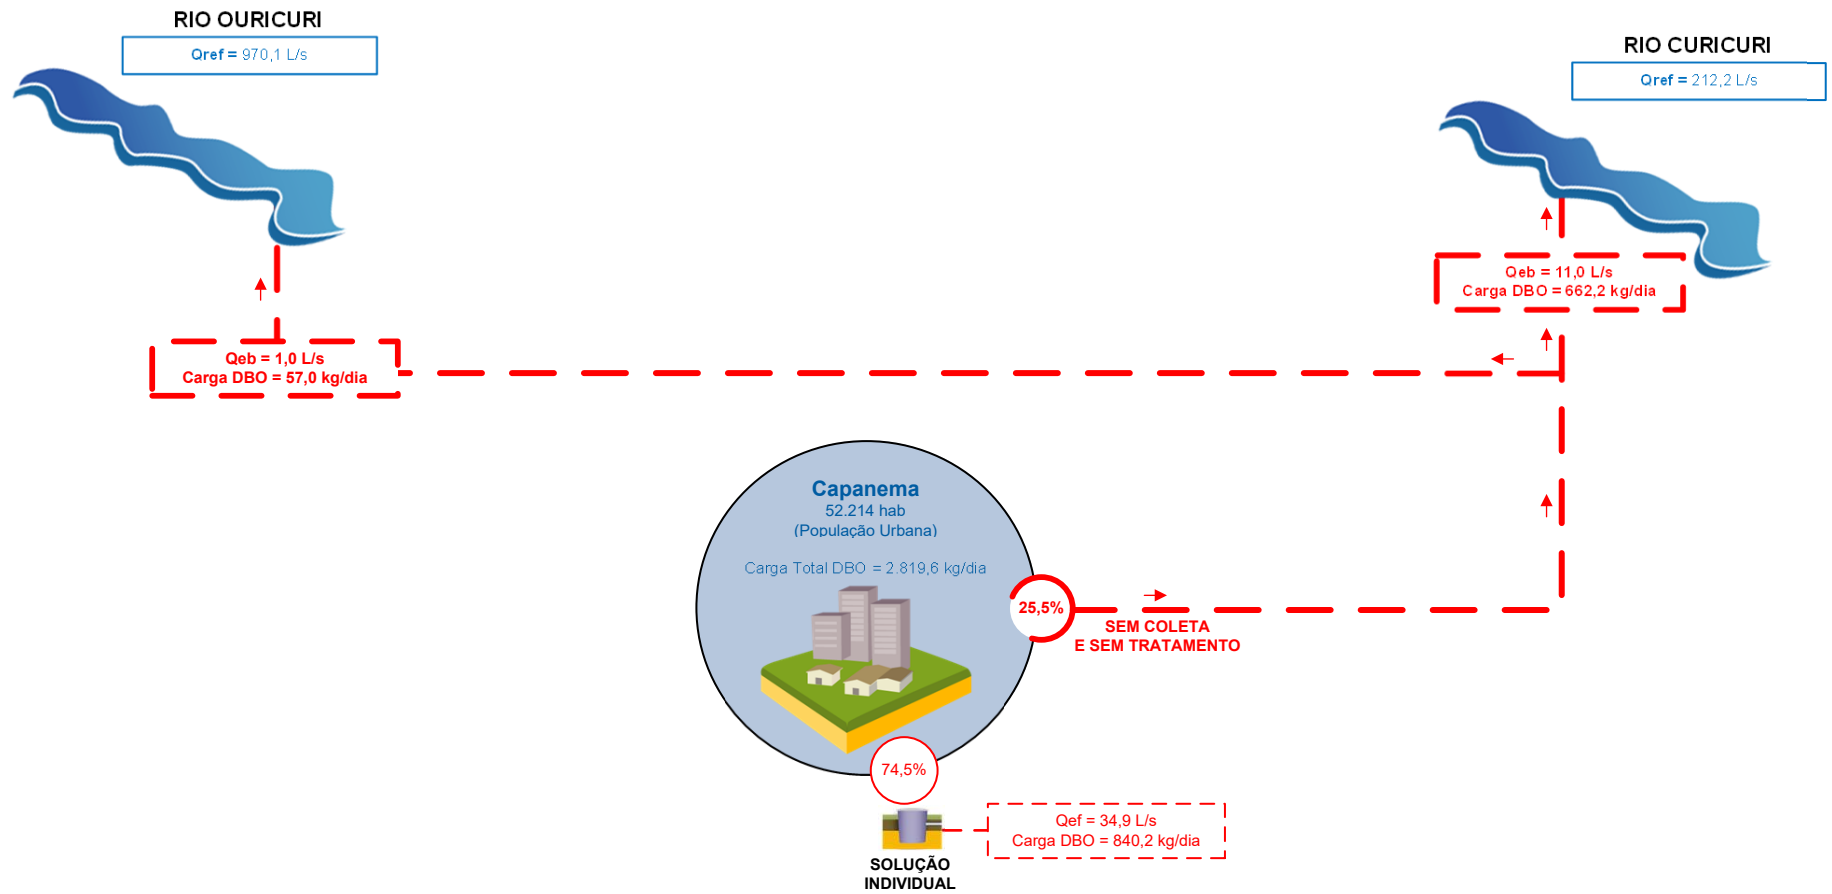 RIO OURICURI
Qref = 970,1 L/s
RIO CURICURI
Qref = 212,2 L/s
Qeb = 11,0 L/s
Carga DBO = 662,2 kg/dia
Qeb = 1,0 L/s
Carga DBO = 57,0 kg/dia
Capanema
52.214 hab
(População Urbana)
Carga Total DBO = 2.819,6 kg/dia
25,5%
SEM COLETA
E SEM TRATAMENTO
74,5%
Qef = 34,9 L/s
Carga DBO = 840,2 kg/dia
SOLUÇÃO
INDIVIDUAL